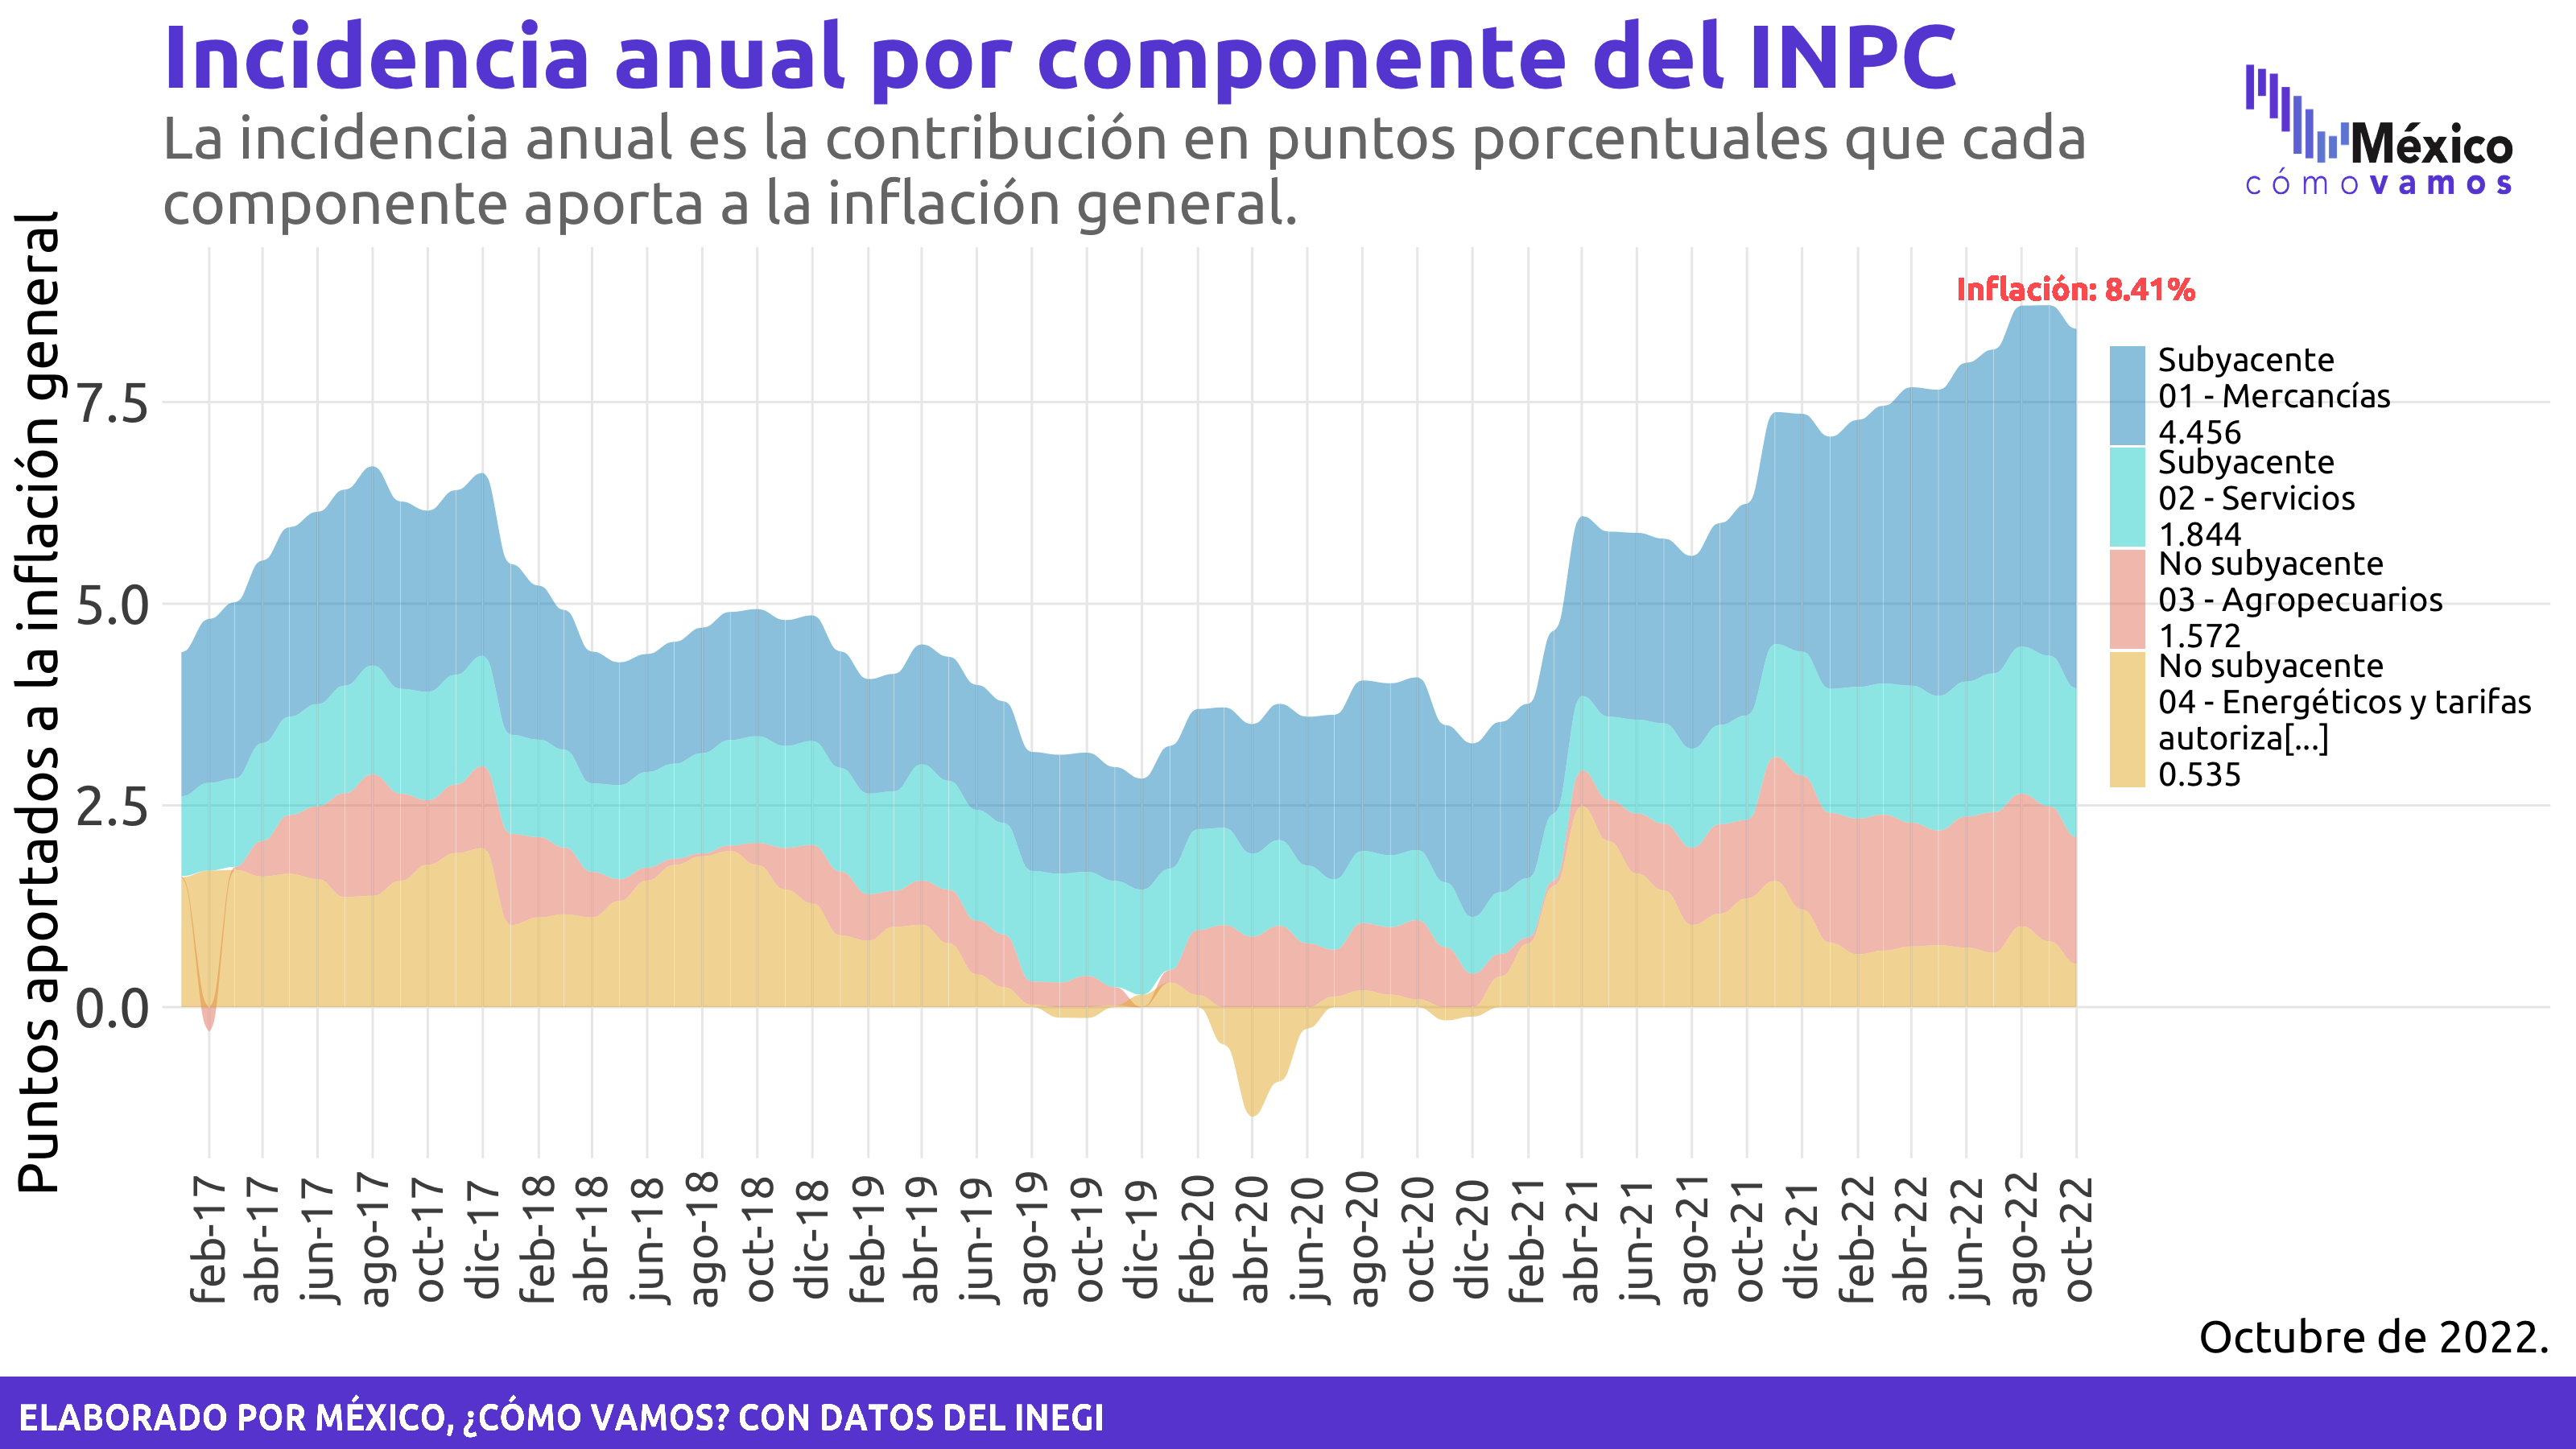 Incidencia anual por componente del INPC
La incidencia anual es la contribución en puntos porcentuales que cada
componente aporta a la inflación general.
México
cómovamos
Puntos aportados a la inflación general
7.5
5.0
2.5
0.0
Inflación: 8.41%
Subyacente
01 - Mercancías
4.456
Subyacente
02 - Servicios
1.844
No subyacente
03 - Agropecuarios
1.572
No subyacente
04 - Energéticos y tarifas
autoriza[...]
0.535
feb-17
abr-17
jun-17
ago-17
oct-17
dic-17
feb-18
abr-18
jun-18
ago-18
oct-18
dic-18
feb-19
abr-19
jun-19
ago-19
oct-19
dic-19
feb-20
abr-20
jun-20
ago-20
oct-20
dic-20
feb-21
abr-21
jun-21
ago-21
oct-21
dic-21
feb-22
abr-22
jun-22
ago-22
oct-22
Octubre de 2022.
ELABORADO POR MÉXICO, ¿CÓMO VAMOS? CON DATOS DEL INEGI